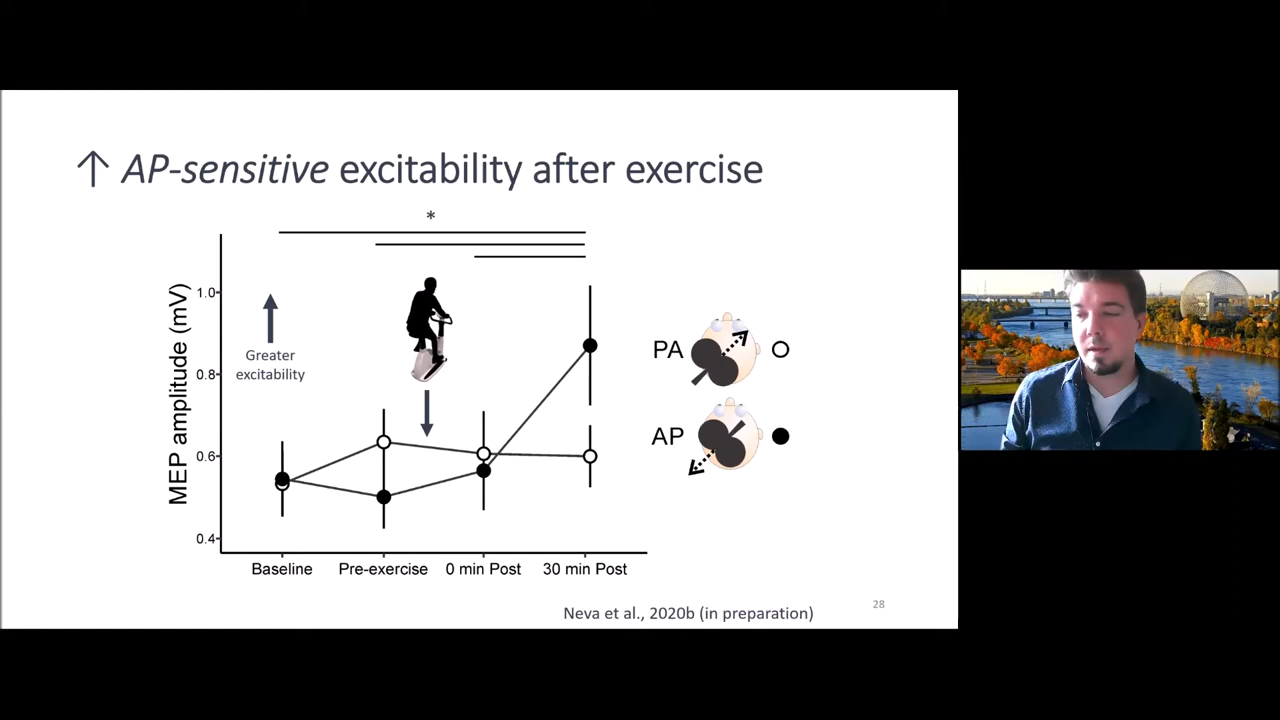 ↑ AP-sensitive excitability after exercise
*
MEP amplitude (mV)
1.0
0.8
0.6
0.4
Greater
excitability
PA
AP
Baseline Pre-exercise 0 min Post 30 min Post
Neva et al., 2020b (in preparation)
28